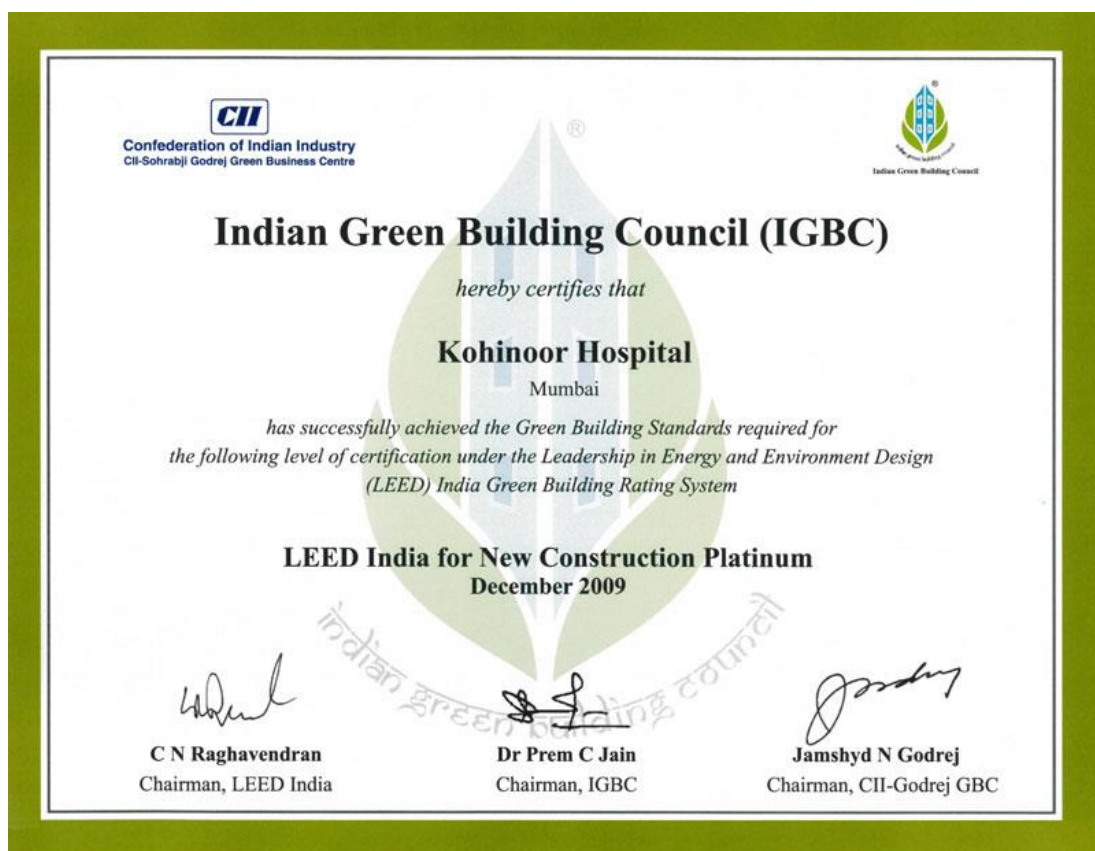 CII
Confederation of Indian Industry
CII-Sohrabji Godrej Green Business Centre
®
indian green building council
Indian Green Building Council
®
Indian Green Building Council (IGBC)
hereby certifies that
Kohinoor Hospital
Mumbai
has successfully achieved the Green Building Standards required for
the following level of certification under the Leadership in Energy and Environment Design
(LEED) India Green Building Rating System
LEED India for New Construction Platinum
December 2009
indian green building council
C N Raghavendran
Chairman, LEED India
Dr Prem C Jain
Chairman, IGBC
Jamshyd N Godrej
Chairman, CII-Godrej GBC